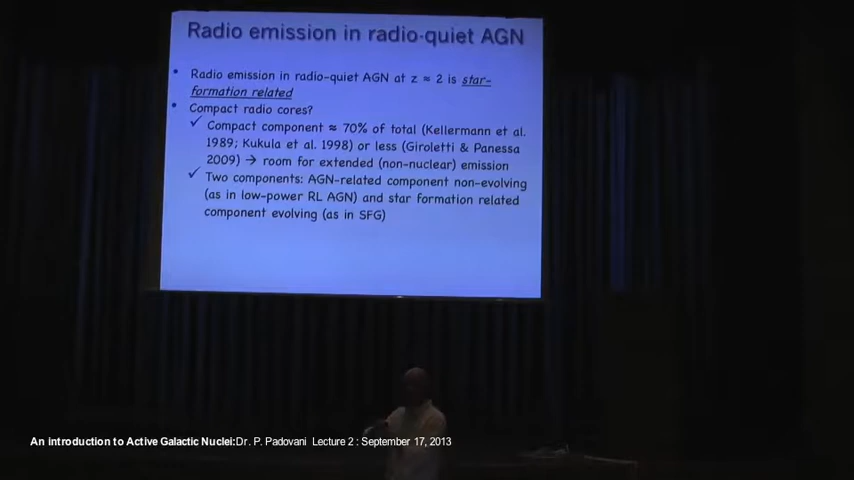 Radio emission in radio-quiet AGN
• Radio emission in radio-quiet AGN at z ≈ 2 is star-
formation related
• Compact radio cores?
✓ Compact component ≈ 70% of total (Kellermann et al.
1989; Kukula et al. 1998) or less (Giroletti & Panessa
2009) → room for extended (non-nuclear) emission
✓ Two components: AGN-related component non-evolving
(as in low-power RL AGN) and star formation related
component evolving (as in SFG)
An introduction to Active Galactic Nuclei:Dr. P. Padovani Lecture 2 : September 17, 2013